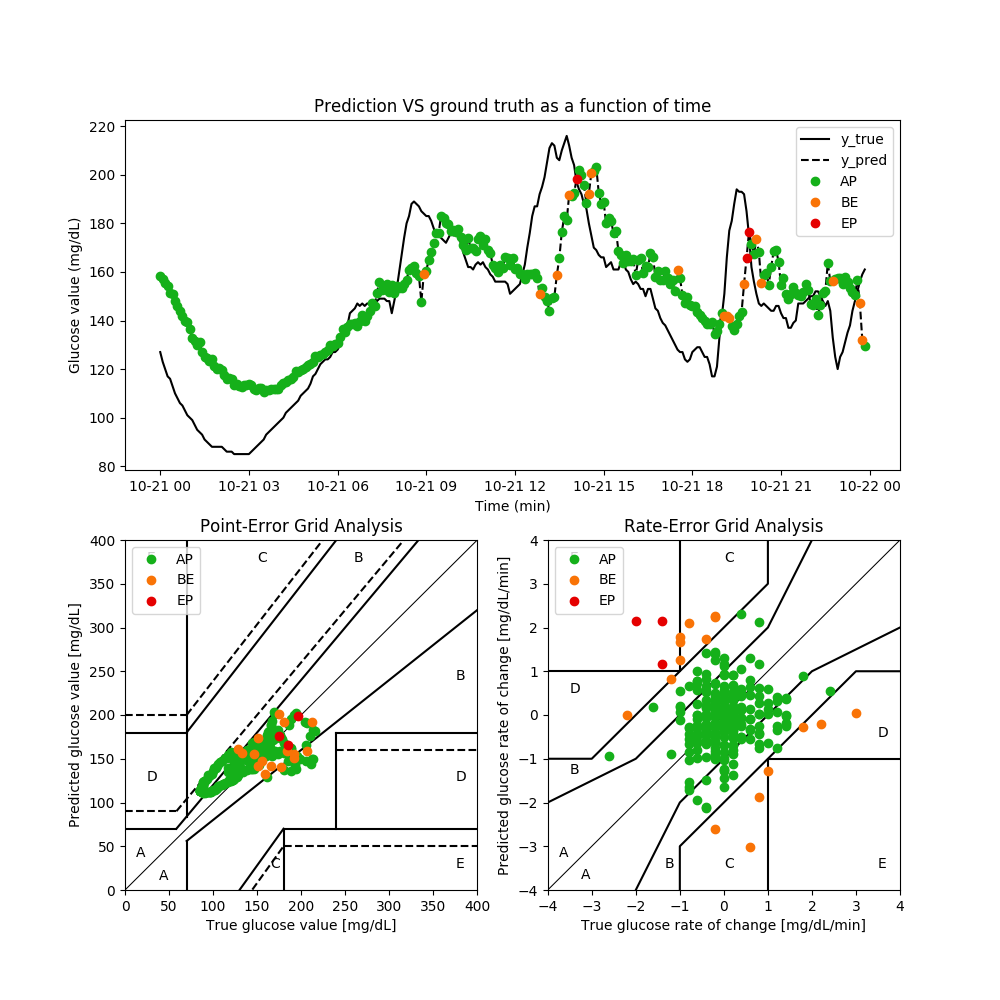 Prediction VS ground truth as a function of time
Glucose value (mg/dL)
220
200
180
160
140
120
100
80
y_true
y_pred
AP
BE
EP
10-21 00 10-21 03 10-21 06 10-21 09 10-21 12 10-21 15 10-21 18 10-21 21 10-22 00
Time (min)
Point-Error Grid Analysis
Predicted glucose value [mg/dL]
400
350
300
250
200
150
100
50
0
AP
BE
EP
C
B
B
D
D
A
A
C
E
0 50 100 150 200 250 300 350 400
True glucose value [mg/dL]
Rate-Error Grid Analysis
Predicted glucose rate of change [mg/dL/min]
4
3
2
1
0
−1
−2
−3
−4
AP
BE
EP
C
D
D
B
A
A
B
C
E
−4 −3 −2 −1 0 1 2 3 4
True glucose rate of change [mg/dL/min]